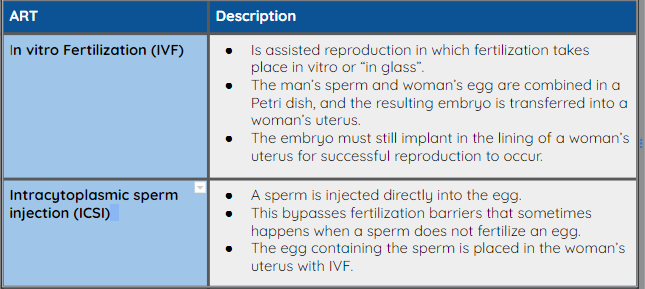 ART
Description
In vitro Fertilization (IVF)
● Is assisted reproduction in which fertilization takes
place in vitro or “in glass”.
● The man’s sperm and woman’s egg are combined in a
Petri dish, and the resulting embryo is transferred into a
woman’s uterus.
● The embryo must still implant in the lining of a woman’s
uterus for successful reproduction to occur.
Intracytoplasmic sperm
injection (ICSI)
● A sperm is injected directly into the egg.
● This bypasses fertilization barriers that sometimes
happens when a sperm does not fertilize an egg.
● The egg containing the sperm is placed in the woman’s
uterus with IVF.